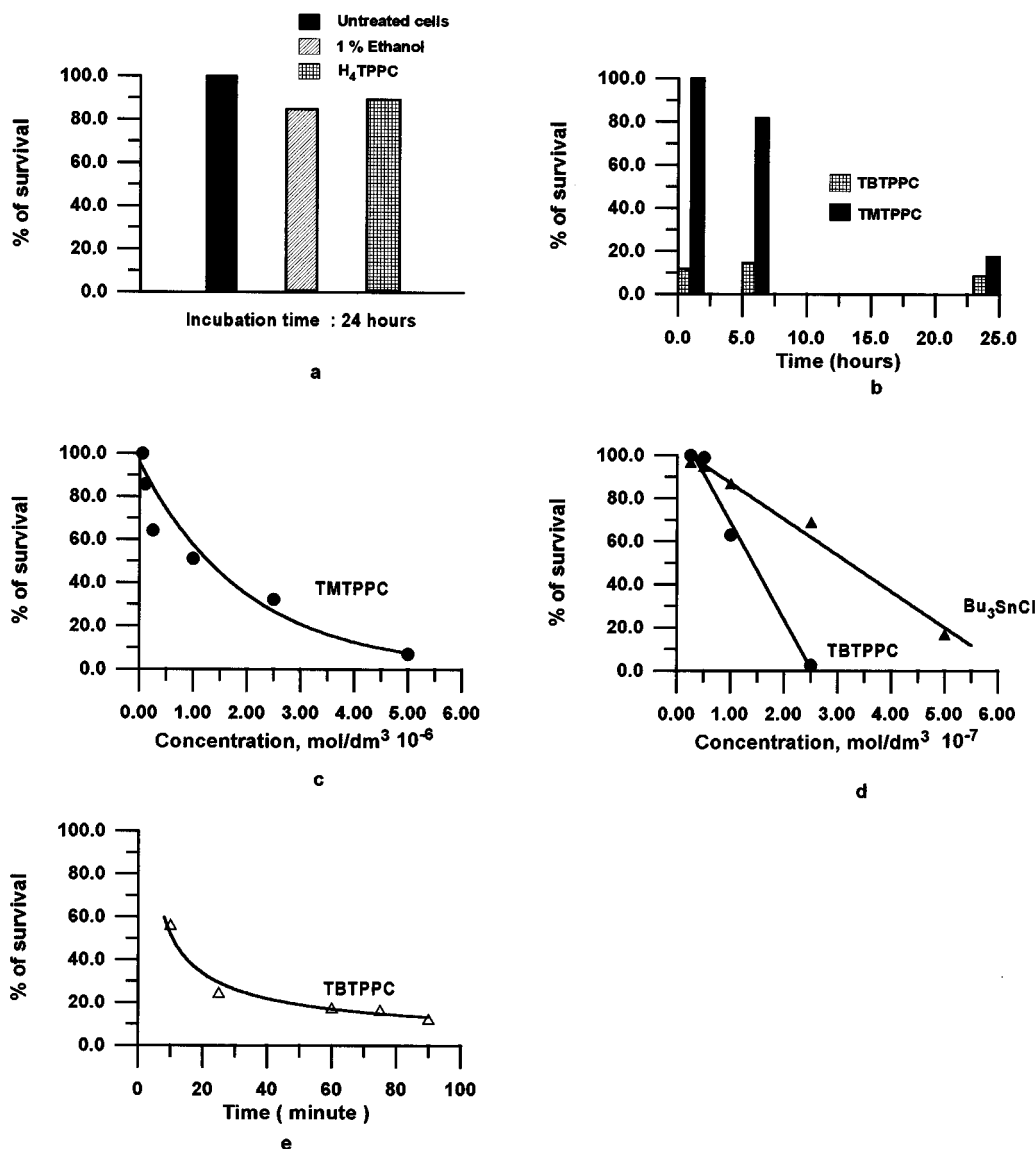 Untreated cells
1 % Ethanol
H₄TPPC
% of survival
100.0
80.0
60.0
40.0
20.0
0.0
Incubation time : 24 hours
a
% of survival
100.0
80.0
60.0
40.0
20.0
0.0
TBTPPC
TMTPPC
0.0 5.0 10.0 15.0 20.0 25.0
Time (hours)
b
% of survival
100.0
80.0
60.0
40.0
20.0
0.0
TMTPPC
0.00 1.00 2.00 3.00 4.00 5.00 6.00
Concentration, mol/dm³ 10⁻⁶
c
% of survival
100.0
80.0
60.0
40.0
20.0
0.0
Bu₃SnCl
TBTPPC
0.00 1.00 2.00 3.00 4.00 5.00 6.00
Concentration, mol/dm³ 10⁻⁷
d
% of survival
100.0
80.0
60.0
40.0
20.0
0.0
TBTPPC
0 20 40 60 80 100
Time ( minute )
e